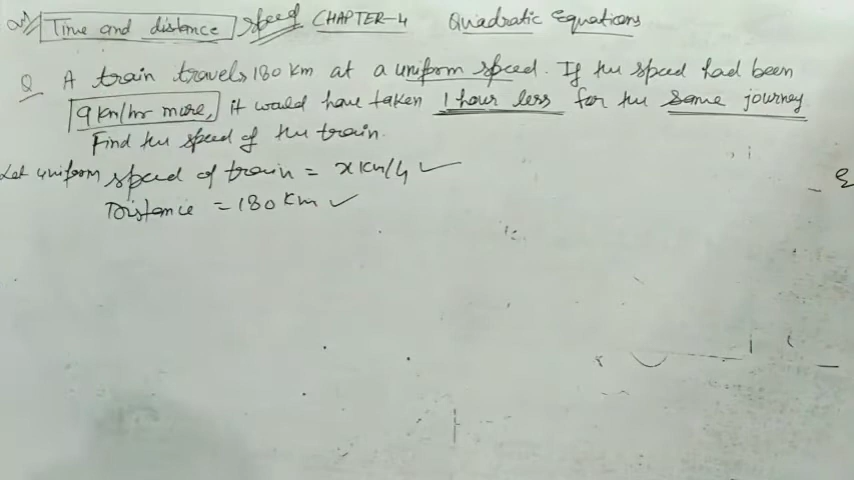 Time and distance speed CHAPTER-4 Quadratic Equations
Q A train travels 180 km at a uniform speed. If the speed had been
9 km/hr more, it would have taken 1 hour less for the same journey
Find the speed of the train.
Let uniform speed of train = x km/h ✓
Distance = 180 km ✓